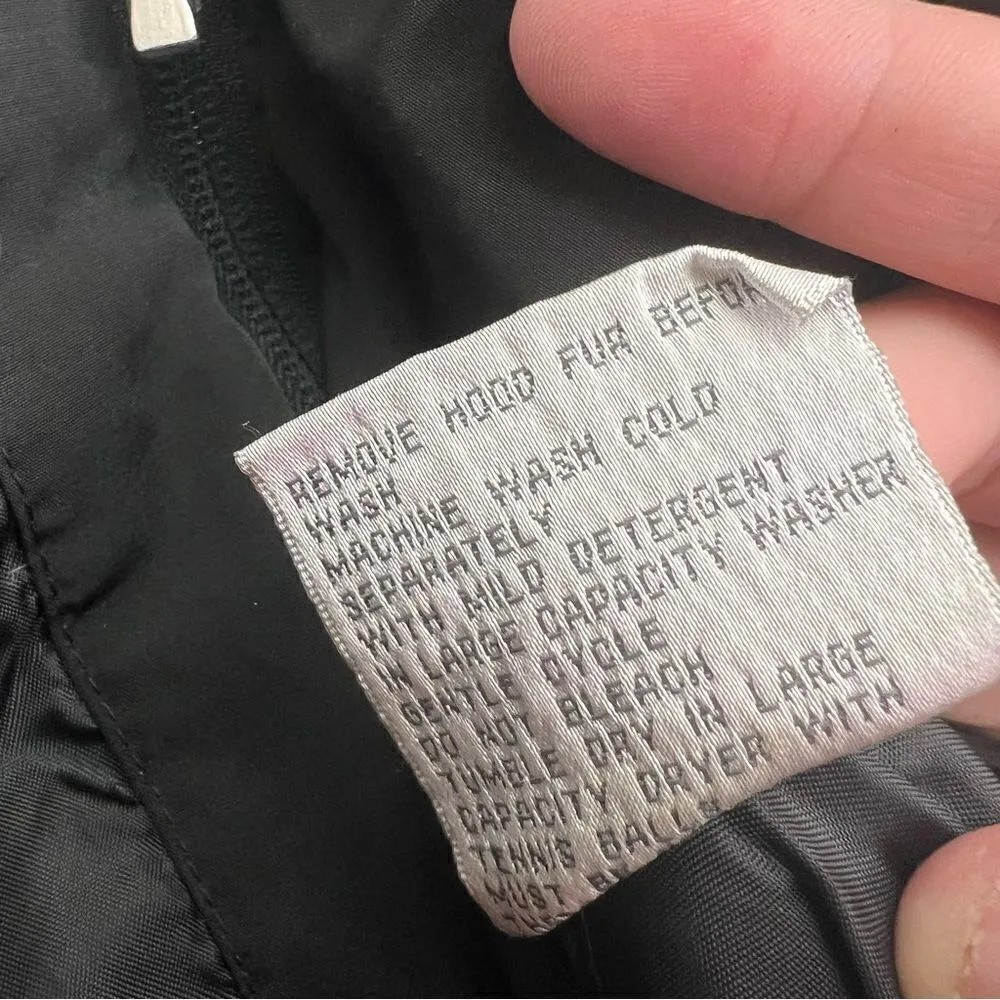 REMOVE HOOD FUR
WASH
MACHINE WASH COLD
SEPARATELY
WITH MILD DETERGENT
IN LARGE CAPACITY WASHER
GENTLE CYCLE
DO NOT BLEACH
TUMBLE DRY IN LARGE
CAPACITY DRYER WITH
TENNIS BALLS
MUST